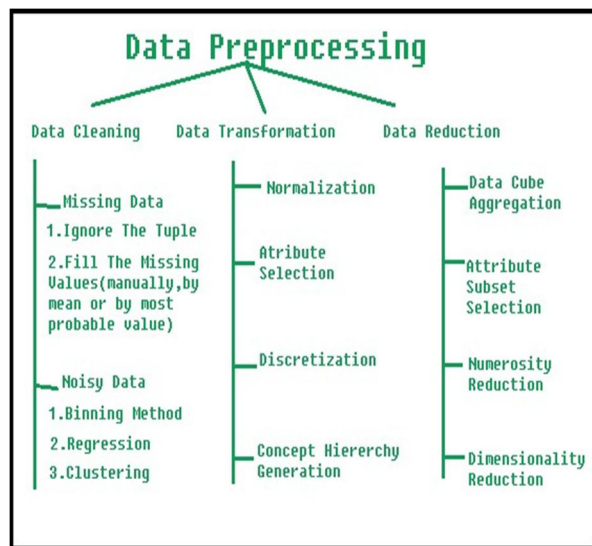 Data Preprocessing
Data Cleaning
Missing Data
1.Ignore The Tuple
2.Fill The Missing
Values(manually,by
mean or by most
probable value)
Noisy Data
1.Binning Method
2.Regression
3.Clustering
Data Transformation
Normalization
Atribute
Selection
Discretization
Concept Hiererchy
Generation
Data Reduction
Data Cube
Aggregation
Attribute
Subset
Selection
Numerosity
Reduction
Dimensionality
Reduction